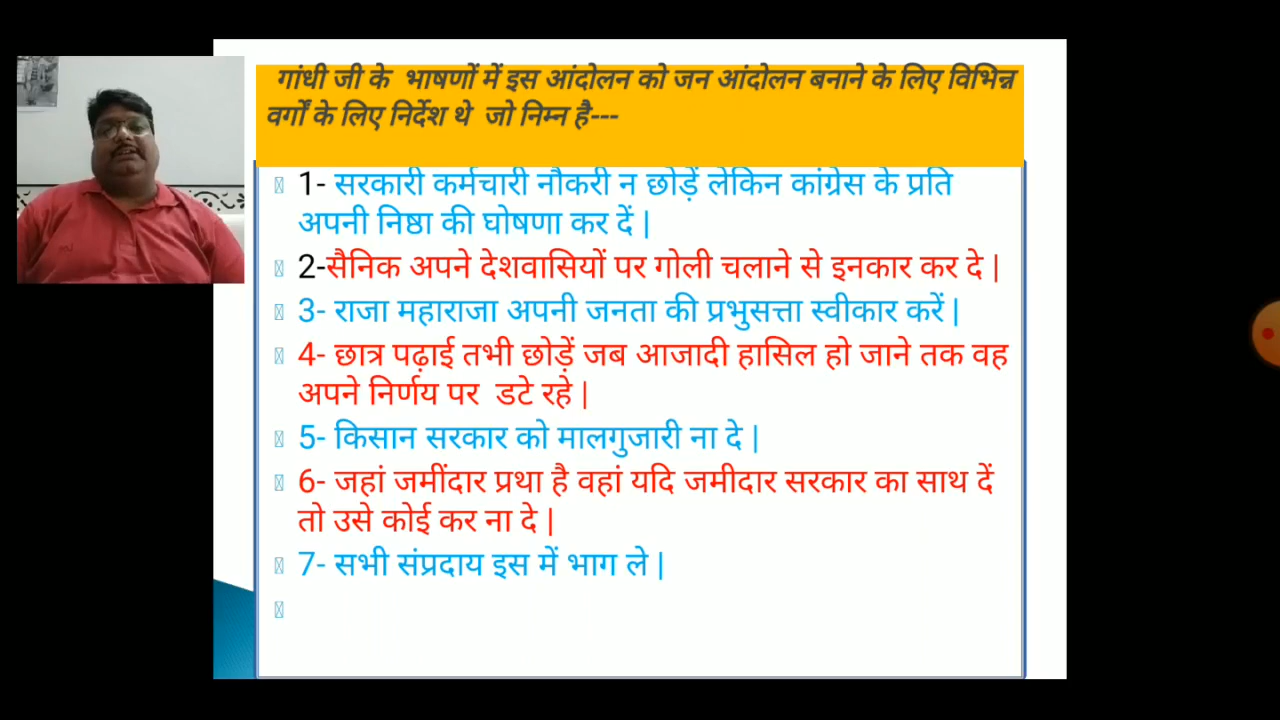 गांधी जी के भाषणों में इस आंदोलन को जन आंदोलन बनाने के लिए विभिन्न
वर्गों के लिए निर्देश थे जो निम्न है---
1- सरकारी कर्मचारी नौकरी न छोड़ें लेकिन कांग्रेस के प्रति
अपनी निष्ठा की घोषणा कर दें |
2-सैनिक अपने देशवासियों पर गोली चलाने से इनकार कर दे |
3- राजा महाराजा अपनी जनता की प्रभुसत्ता स्वीकार करें |
4- छात्र पढ़ाई तभी छोड़ें जब आजादी हासिल हो जाने तक वह
अपने निर्णय पर डटे रहे |
5- किसान सरकार को मालगुजारी ना दे |
6- जहां जमींदार प्रथा है वहां यदि जमीदार सरकार का साथ दें
तो उसे कोई कर ना दे |
7- सभी संप्रदाय इस में भाग ले |